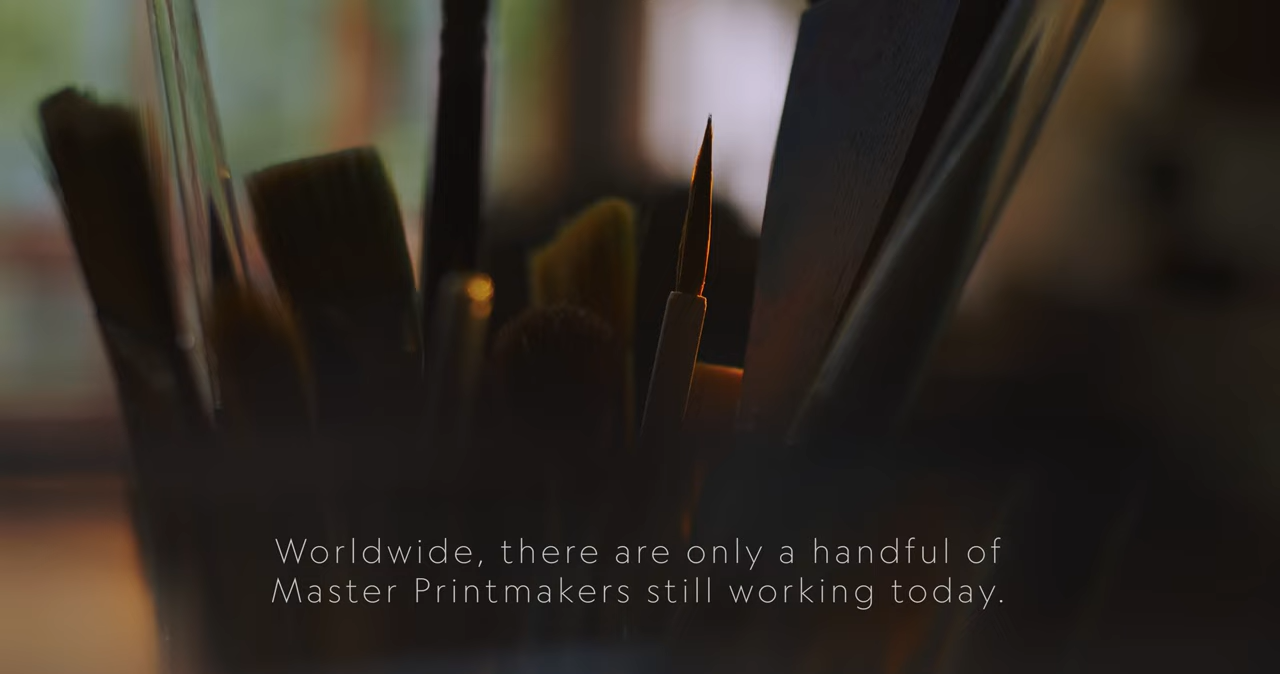 Worldwide, there are only a handful of
Master Printmakers still working today.